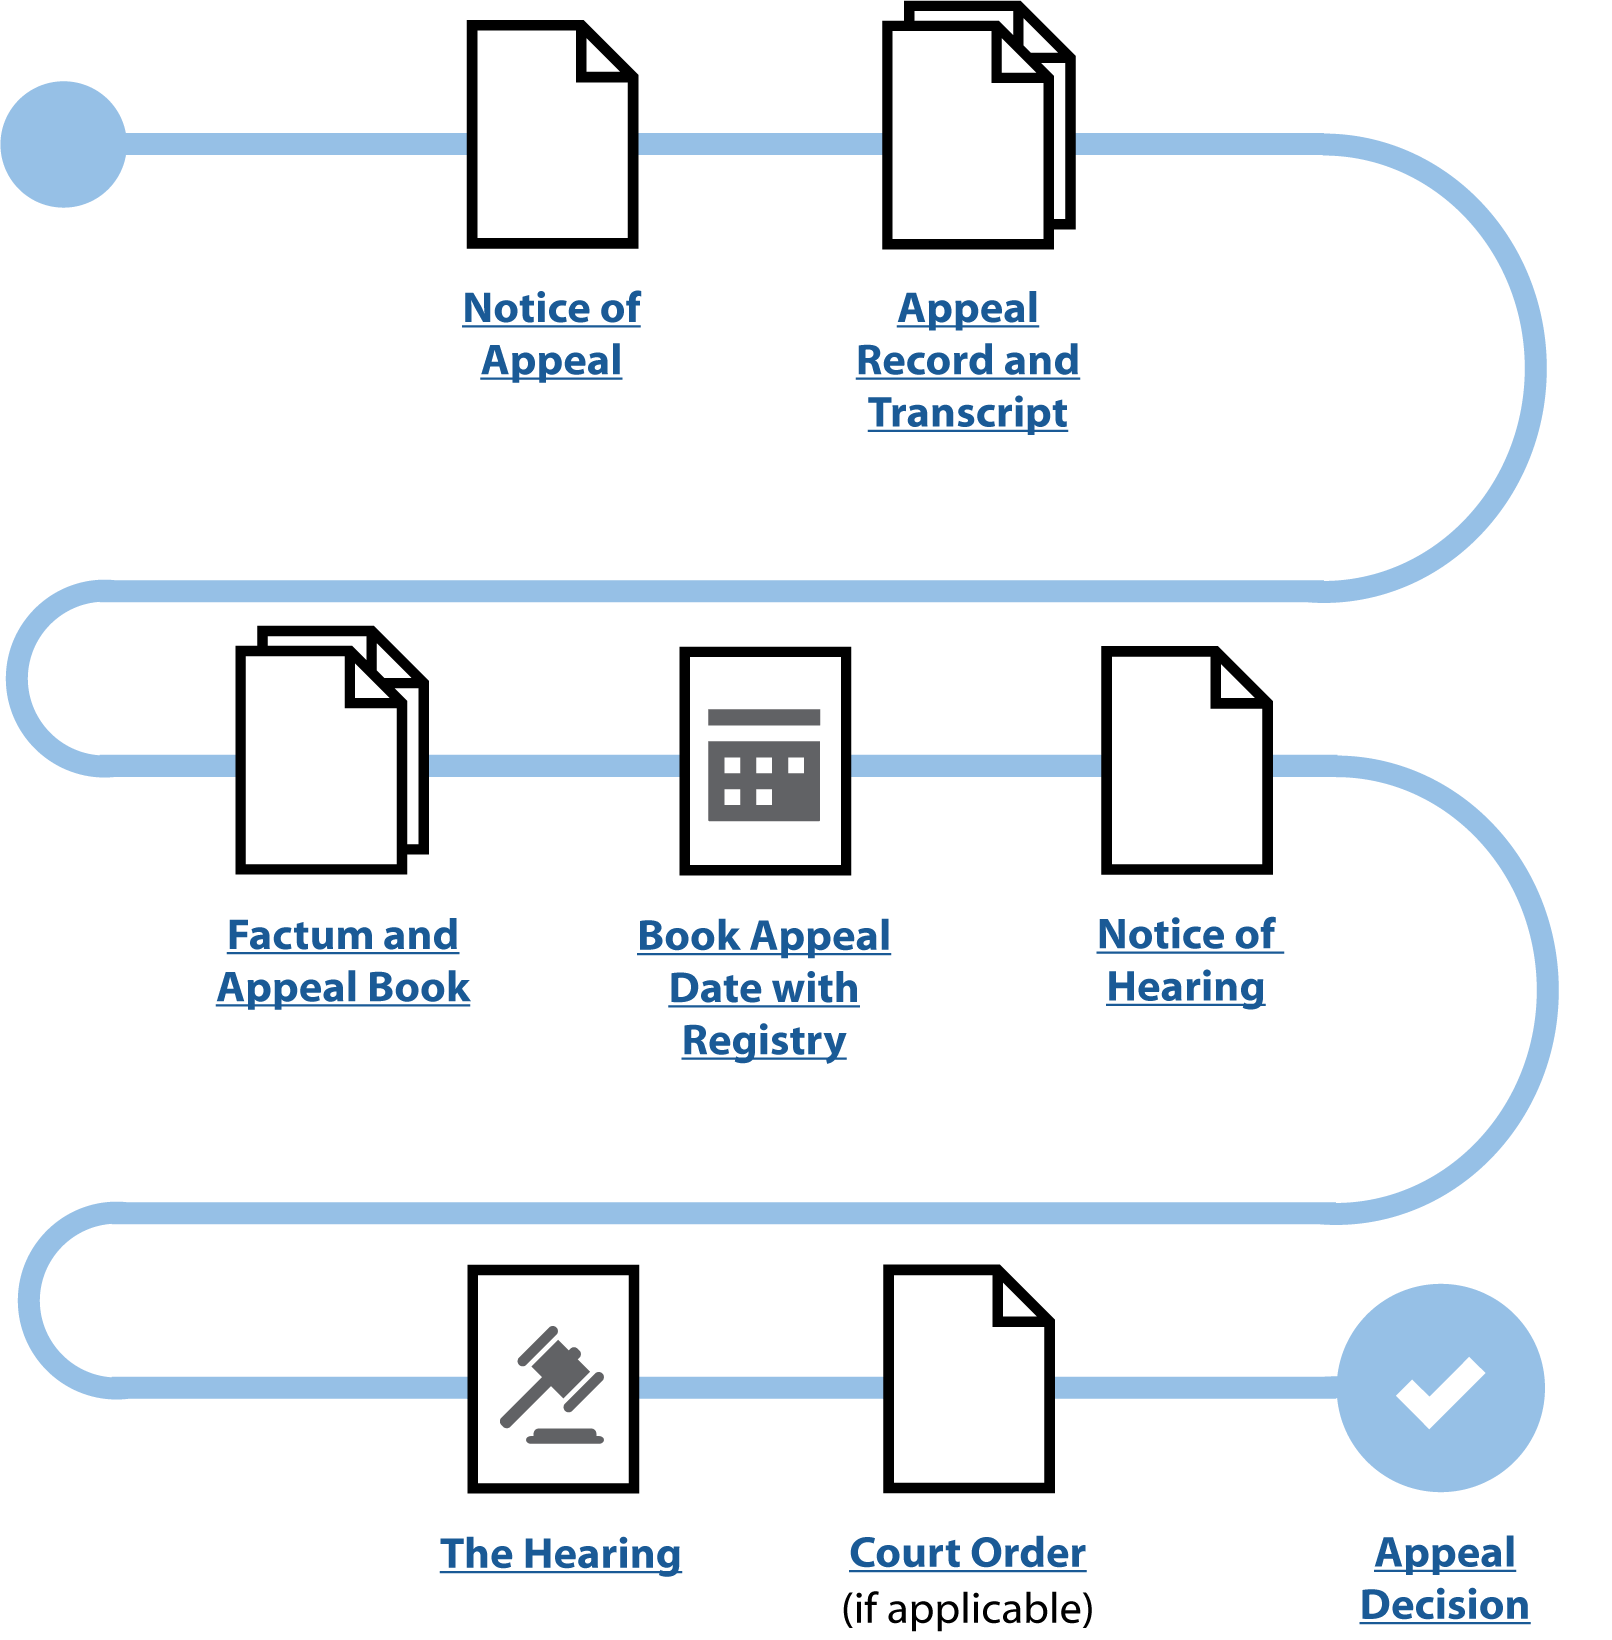 Notice of
Appeal
Appeal
Record and
Transcript
Factum and
Appeal Book
Book Appeal
Date with
Registry
Notice of
Hearing
The Hearing
Court Order
(if applicable)
Appeal
Decision